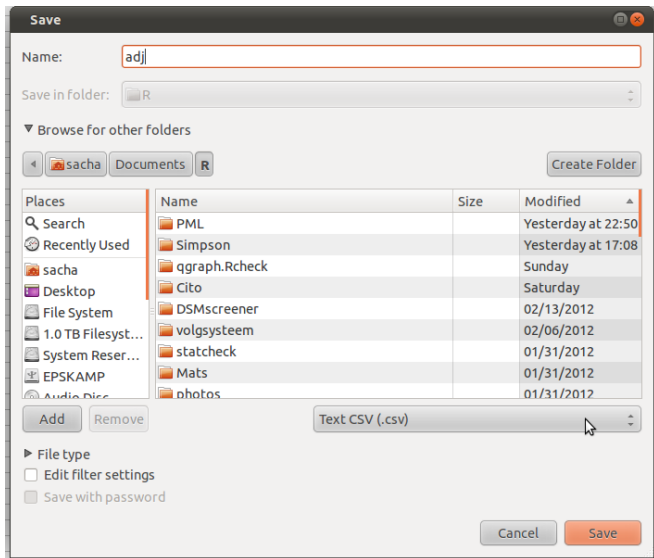 Save
Name: adj
Save in folder: R
Browse for other folders
sacha Documents R Create Folder
Places Name Size Modified
Search PML Yesterday at 22:50
Recently Used Simpson Yesterday at 17:08
sacha qgraph.Rcheck Sunday
Desktop Cito Saturday
File System DSMscreener 02/13/2012
1.0 TB Filesyst... volgsysteem 02/06/2012
System Reser... statcheck 01/31/2012
EPSKAMP Mats 01/31/2012
Audio Disc photos 01/31/2012
Add Remove Text CSV (.csv)
File type
Edit filter settings
Save with password
Cancel Save